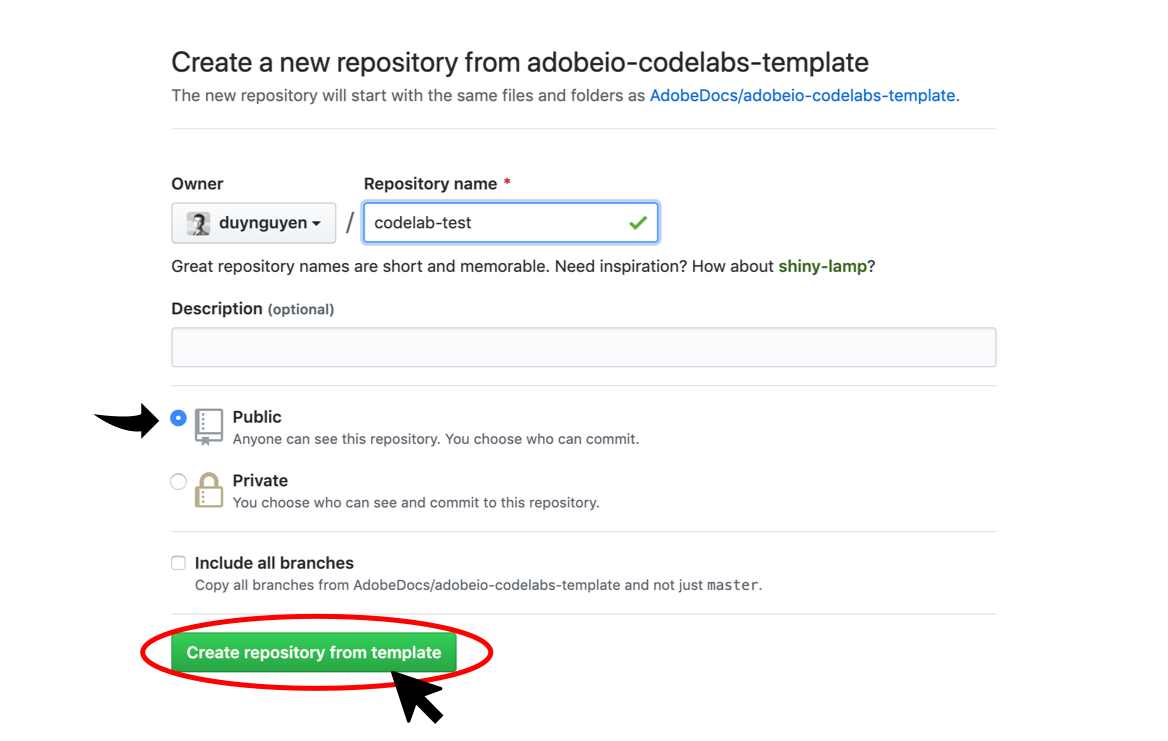 Create a new repository from adobeio-codelabs-template
The new repository will start with the same files and folders as AdobeDocs/adobeio-codelabs-template.
Owner Repository name *
duynguyen / codelab-test
Great repository names are short and memorable. Need inspiration? How about shiny-lamp?
Description (optional)
Public
Anyone can see this repository. You choose who can commit.
Private
You choose who can see and commit to this repository.
Include all branches
Copy all branches from AdobeDocs/adobeio-codelabs-template and not just master.
Create repository from template